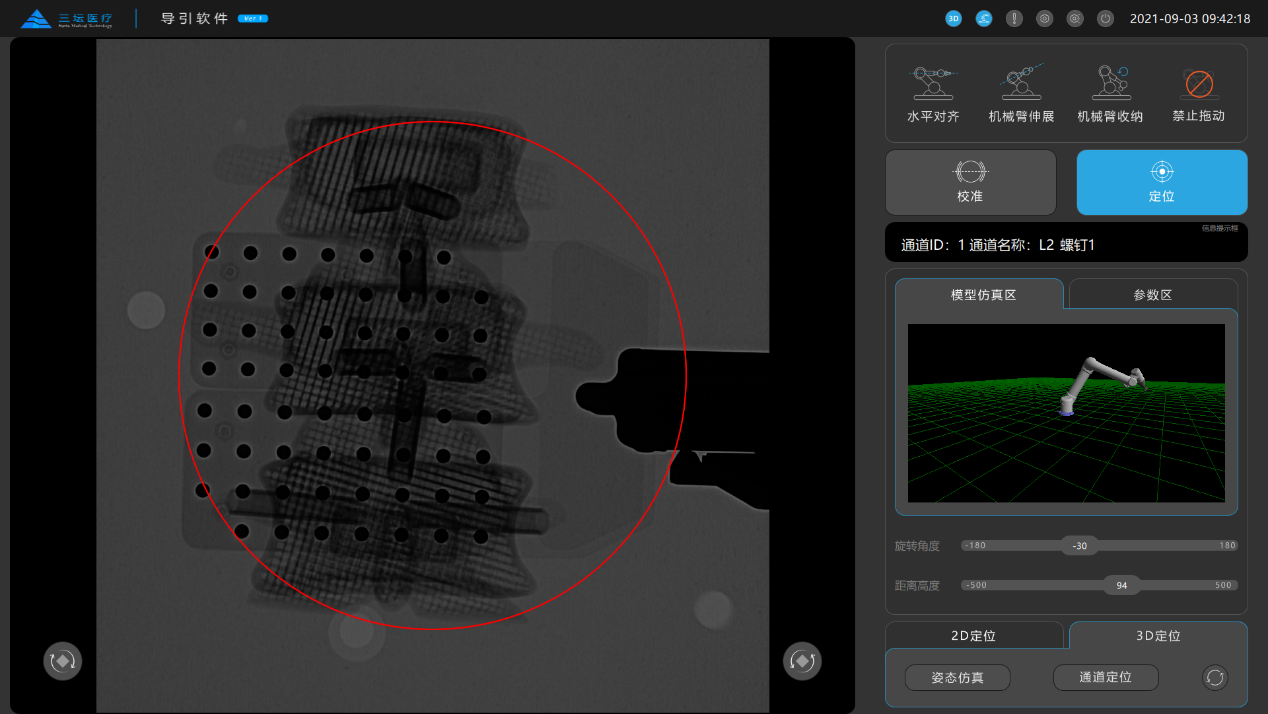 三坛医疗
导引软件 Ver 1
3D
2021-09-03 09:42:18
水平对齐 机械臂伸展 机械臂收纳 禁止拖动
校准 定位
信息提示框
通道ID: 1 通道名称: L2 螺钉1
模型仿真区 参数区
旋转角度 -180 -30 180
距离高度 -500 94 500
2D定位 3D定位
姿态仿真 通道定位